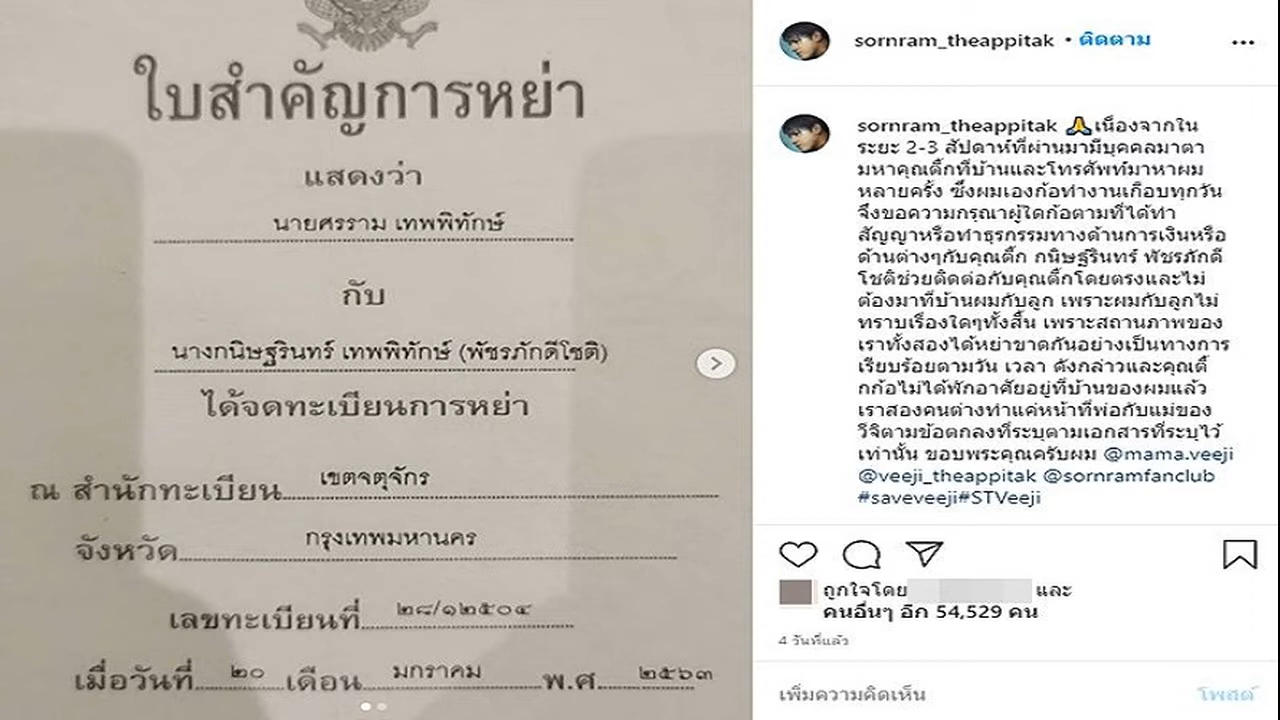 ใบสำคัญการหย่า
แสดงว่า
นายศรราม เทพพิทักษ์
กับ
นางกนิษฐรินทร์ เทพพิทักษ์ (พัชรภักดีโชติ)
ได้จดทะเบียนการหย่า
ณ สำนักทะเบียน เขตจตุจักร
จังหวัด กรุงเทพมหานคร
เลขทะเบียนที่ ๒๘/๑๒๕๐๔
เมื่อวันที่ ๒๐ เดือน มกราคม พ.ศ. ๒๕๖๓
sornram_theappitak • ติดตาม
sornram_theappitak 🙏เนื่องจากใน
ระยะ 2-3 สัปดาห์ที่ผ่านมามีบุคคลมาตา
มหาคุณติ๊กที่บ้านและโทรศัพท์มาหาผม
หลายครั้ง ซึ่งผมเองก้อทำงานเกือบทุกวัน
จึงขอความกรุณาผู้ใดก้อตามที่ได้ทำ
สัญญาหรือทำธุรกรรมทางด้านการเงินหรือ
ด้านต่างๆกับคุณติ๊ก กนิษฐ์รินทร์ พัชรภักดี
โชติช่วยติดต่อกับคุณติ๊กโดยตรงและไม่
ต้องมาที่บ้านผมกับลูก เพราะผมกับลูกไม่
ทราบเรื่องใดๆทั้งสิ้น เพราะสถานภาพของ
เราทั้งสองได้หย่าขาดกันอย่างเป็นทางการ
เรียบร้อยตามวัน เวลา ดังกล่าวและคุณติ๊
กก้อไม่ได้พักอาศัยอยู่ที่บ้านของผมแล้ว
เราสองคนต่างทำแค่หน้าที่พ่อกับแม่ของ
วีจิตามข้อตกลงที่ระบุตามเอกสารที่ระบุไว้
เท่านั้น ขอบพระคุณครับผม @mama.veeji
@veeji_theappitak @sornramfanclub
#saveveeji#STVeeji
ถูกใจโดย และ
คนอื่นๆ อีก 54,529 คน
4 วันที่แล้ว
เพิ่มความคิดเห็น
โพสต์